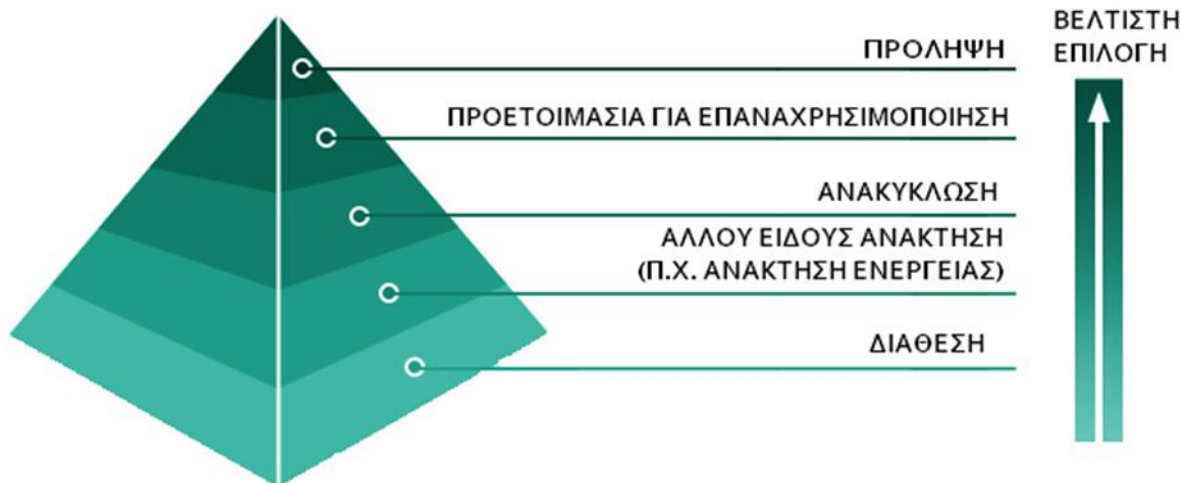 ΒΕΛΤΙΣΤΗ
ΕΠΙΛΟΓΗ
ΠΡΟΛΗΨΗ
ΠΡΟΕΤΟΙΜΑΣΙΑ ΓΙΑ ΕΠΑΝΑΧΡΗΣΙΜΟΠΟΙΗΣΗ
ΑΝΑΚΥΚΛΩΣΗ
ΑΛΛΟΥ ΕΙΔΟΥΣ ΑΝΑΚΤΗΣΗ
(Π.Χ. ΑΝΑΚΤΗΣΗ ΕΝΕΡΓΕΙΑΣ)
ΔΙΑΘΕΣΗ